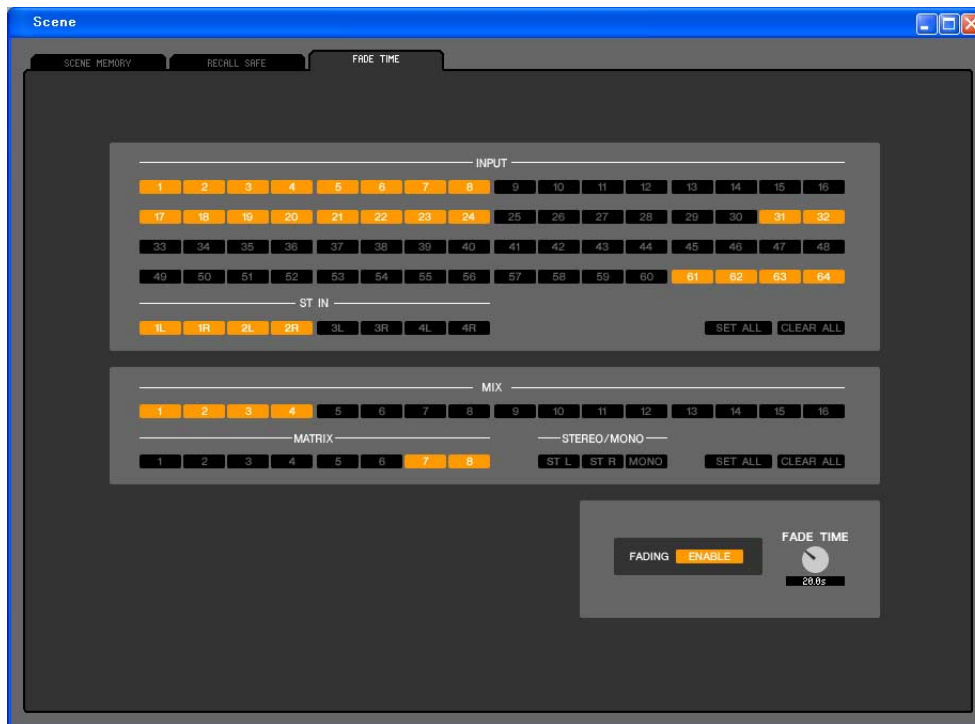 Scene
SCENE MEMORY RECALL SAFE FADE TIME
INPUT
1 2 3 4 5 6 7 8 9 10 11 12 13 14 15 16
17 18 19 20 21 22 23 24 25 26 27 28 29 30 31 32
33 34 35 36 37 38 39 40 41 42 43 44 45 46 47 48
49 50 51 52 53 54 55 56 57 58 59 60 61 62 63 64
ST IN
1L 1R 2L 2R 3L 3R 4L 4R SET ALL CLEAR ALL
MIX
1 2 3 4 5 6 7 8 9 10 11 12 13 14 15 16
MATRIX STEREO/MONO
1 2 3 4 5 6 7 8 ST L ST R MONO SET ALL CLEAR ALL
FADE TIME
FADING ENABLE
20.0s